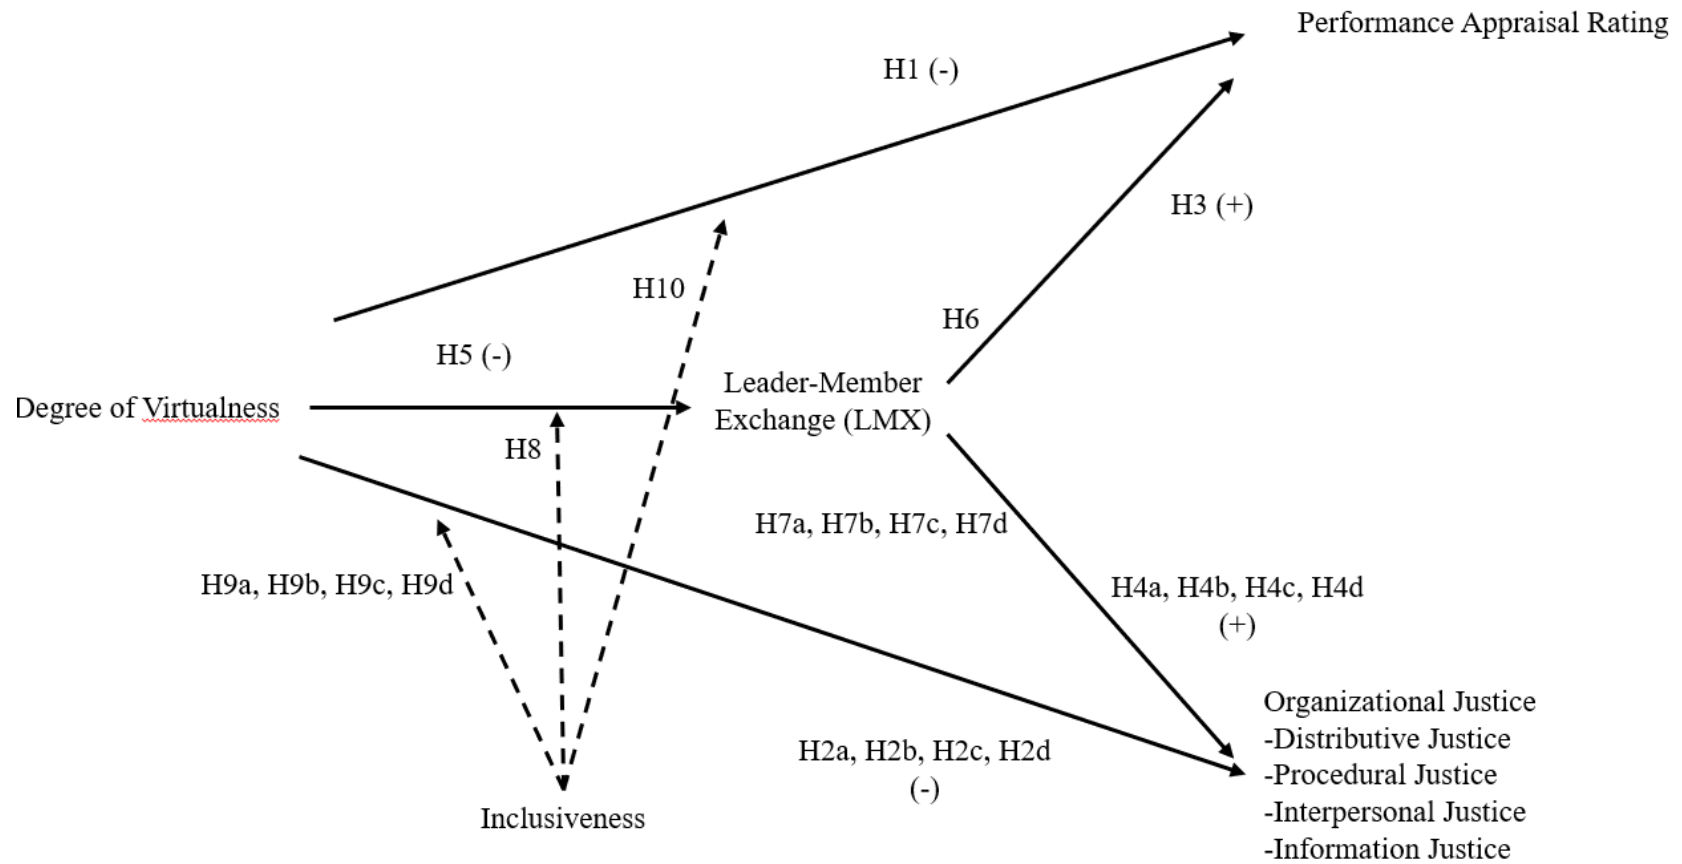 Performance Appraisal Rating
H1 (-)
H3 (+)
H10
H6
H5 (-)
Leader-Member
Exchange (LMX)
Degree of Virtualness
H8
H7a, H7b, H7c, H7d
H9a, H9b, H9c, H9d
H4a, H4b, H4c, H4d
(+)
Organizational Justice
-Distributive Justice
-Procedural Justice
-Interpersonal Justice
-Information Justice
H2a, H2b, H2c, H2d
(-)
Inclusiveness